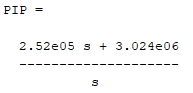 PIP =
2.52e05 s + 3.024e06
--------------------
s